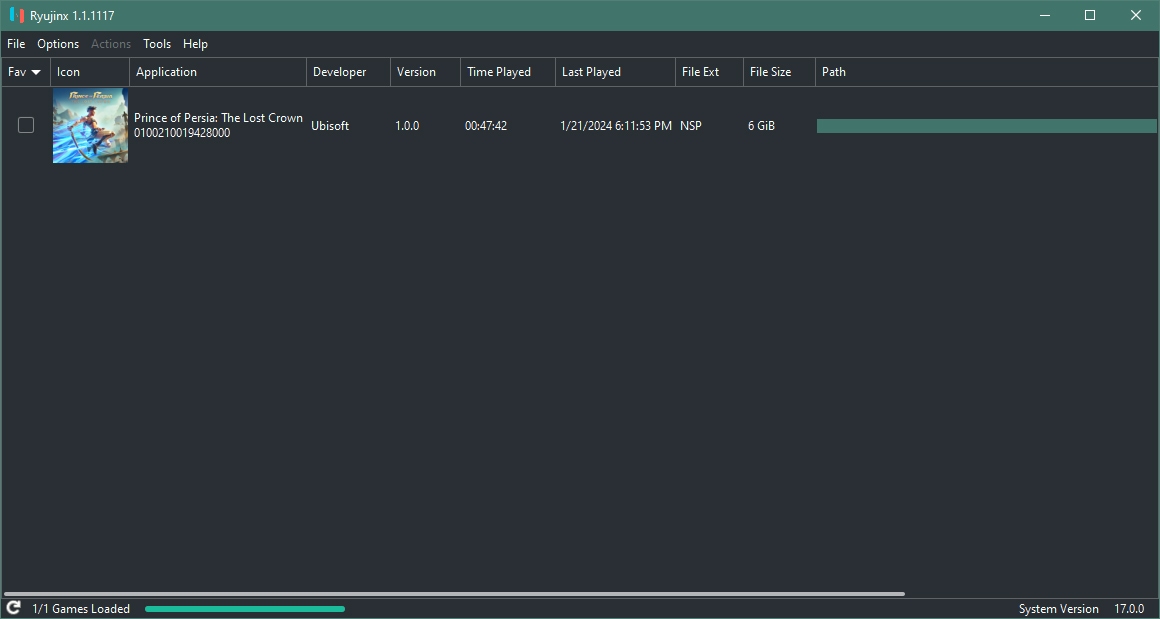 Ryujinx 1.1.1117
File Options Actions Tools Help
Fav Icon Application Developer Version Time Played Last Played File Ext File Size Path
PRINCE of PERSIA
Prince of Persia: The Lost Crown
0100210019428000
Ubisoft 1.0.0 00:47:42 1/21/2024 6:11:53 PM NSP 6 GiB
1/1 Games Loaded System Version 17.0.0